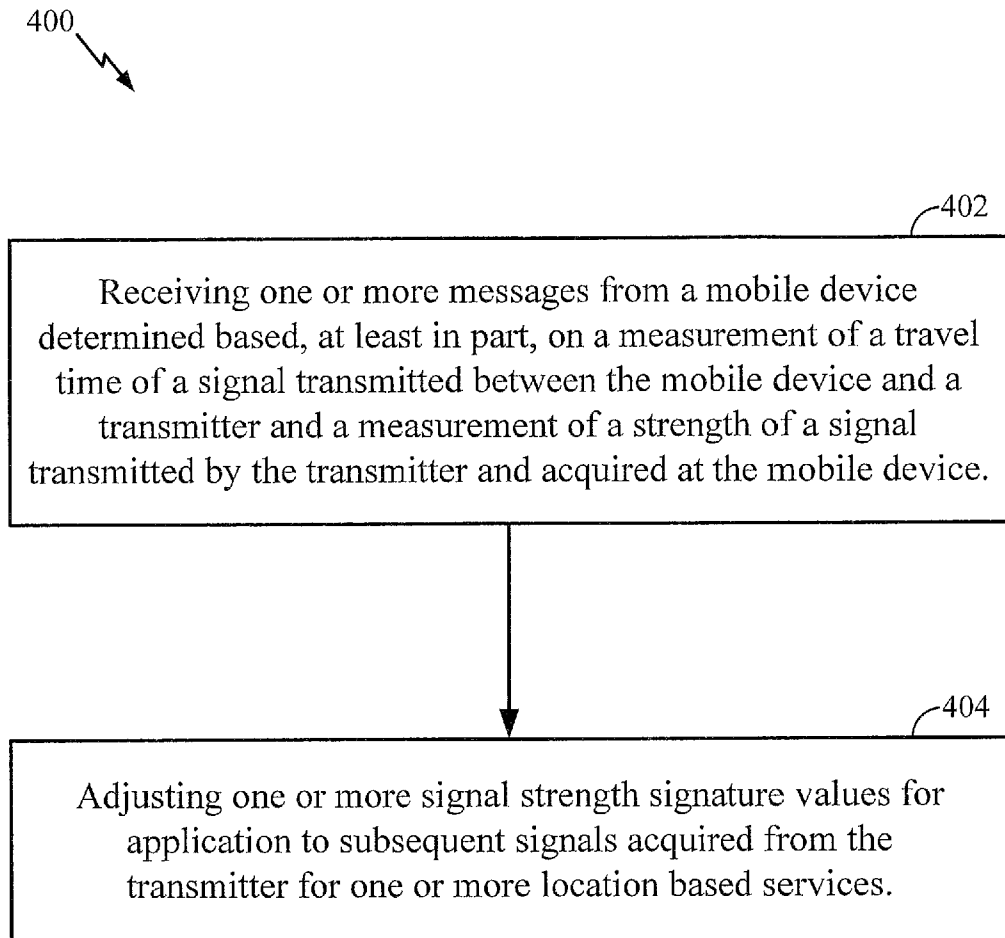 400
402
Receiving one or more messages from a mobile device
determined based, at least in part, on a measurement of a travel
time of a signal transmitted between the mobile device and a
transmitter and a measurement of a strength of a signal
transmitted by the transmitter and acquired at the mobile device.
404
Adjusting one or more signal strength signature values for
application to subsequent signals acquired from the
transmitter for one or more location based services.